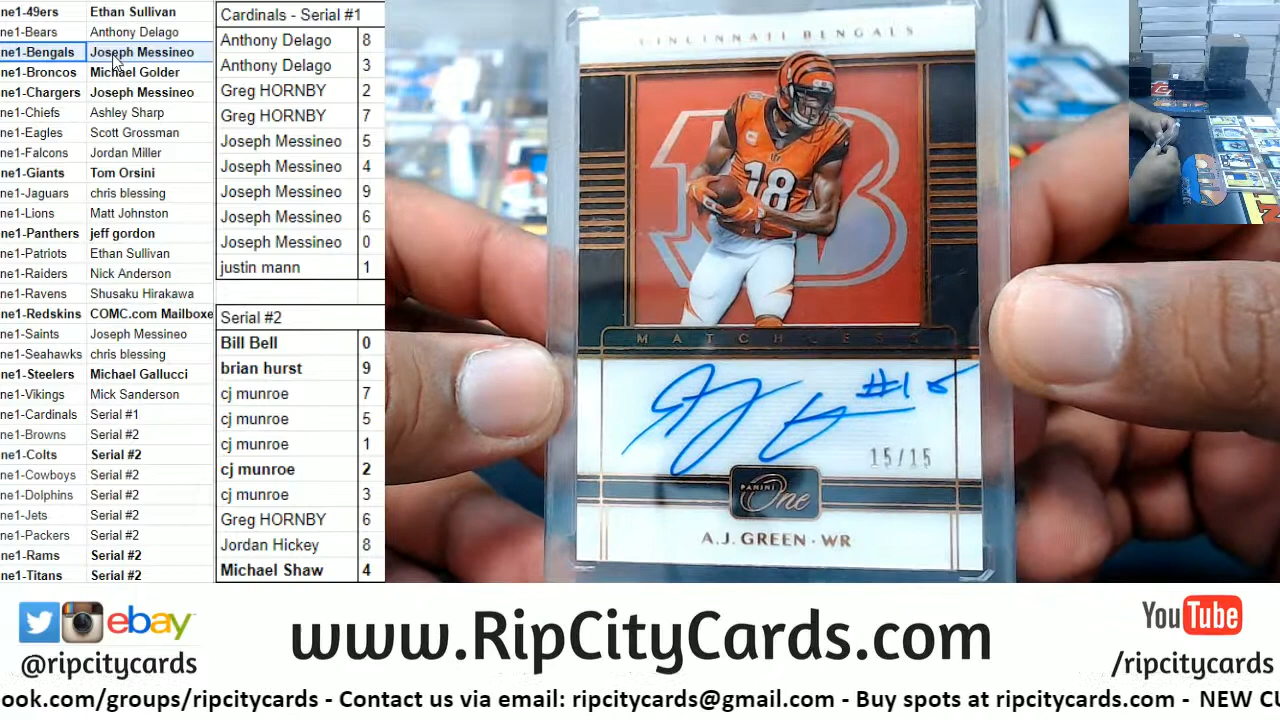 ne1-49ers Ethan Sullivan
ne1-Bears Anthony Delago
ne1-Bengals Joseph Messineo
ne1-Broncos Michael Golder
ne1-Chargers Joseph Messineo
ne1-Chiefs Ashley Sharp
ne1-Eagles Scott Grossman
ne1-Falcons Jordan Miller
ne1-Giants Tom Orsini
ne1-Jaguars chris blessing
ne1-Lions Matt Johnston
ne1-Panthers jeff gordon
ne1-Patriots Ethan Sullivan
ne1-Raiders Nick Anderson
ne1-Ravens Shusaku Hirakawa
ne1-Redskins COMC.com Mailboxe
ne1-Saints Joseph Messineo
ne1-Seahawks chris blessing
ne1-Steelers Michael Gallucci
ne1-Vikings Mick Sanderson
ne1-Cardinals Serial #1
ne1-Browns Serial #2
ne1-Colts Serial #2
ne1-Cowboys Serial #2
ne1-Dolphins Serial #2
ne1-Jets Serial #2
ne1-Packers Serial #2
ne1-Rams Serial #2
ne1-Titans Serial #2
Cardinals - Serial #1
Anthony Delago 8
Anthony Delago 3
Greg HORNBY 2
Greg HORNBY 7
Joseph Messineo 5
Joseph Messineo 4
Joseph Messineo 9
Joseph Messineo 6
Joseph Messineo 0
justin mann 1
Serial #2
Bill Bell 0
brian hurst 9
cj munroe 7
cj munroe 5
cj munroe 1
cj munroe 2
cj munroe 3
Greg HORNBY 6
Jordan Hickey 8
Michael Shaw 4
CINCINNATI BENGALS
18
MATCHLESS
#18
15/15
PANINI
One
A.J. GREEN · WR
ebay
@ripcitycards
www.RipCityCards.com
YouTube
/ripcitycards
ook.com/groups/ripcitycards - Contact us via email: ripcitycards@gmail.com - Buy spots at ripcitycards.com - NEW CU